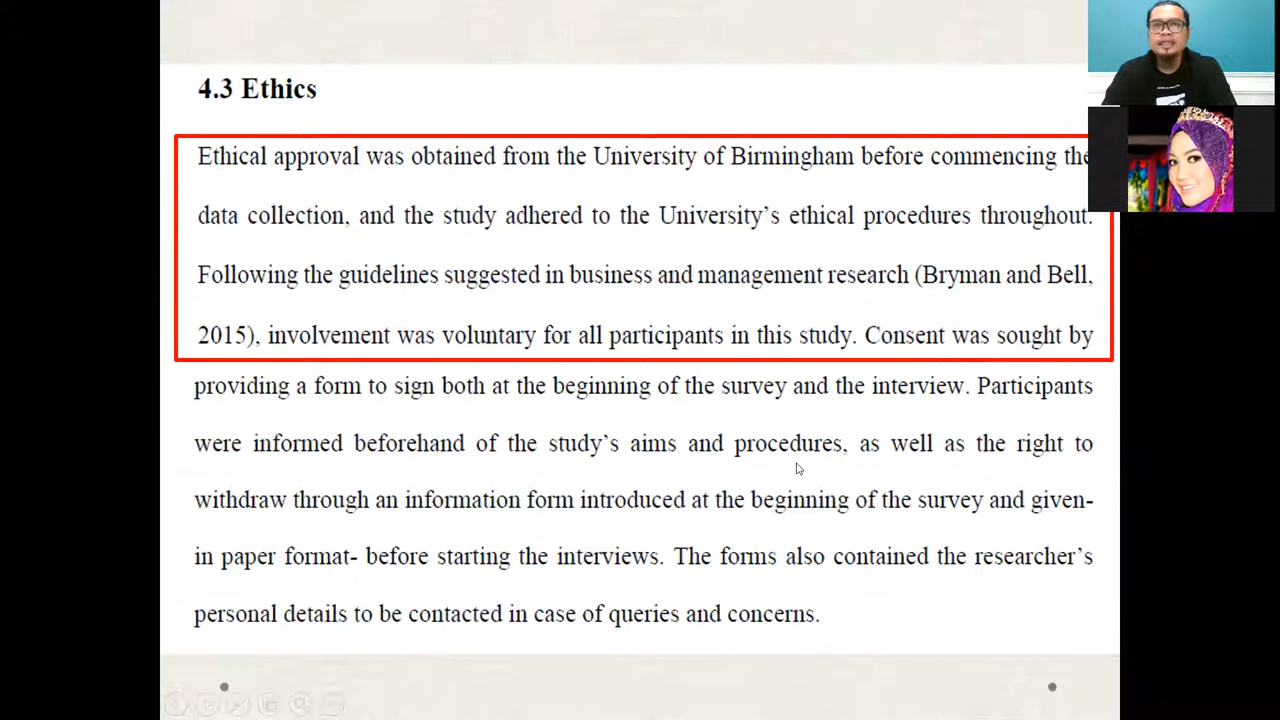 4.3 Ethics
Ethical approval was obtained from the University of Birmingham before commencing the
data collection, and the study adhered to the University’s ethical procedures throughout.
Following the guidelines suggested in business and management research (Bryman and Bell,
2015), involvement was voluntary for all participants in this study. Consent was sought by
providing a form to sign both at the beginning of the survey and the interview. Participants
were informed beforehand of the study’s aims and procedures, as well as the right to
withdraw through an information form introduced at the beginning of the survey and given-
in paper format- before starting the interviews. The forms also contained the researcher’s
personal details to be contacted in case of queries and concerns.